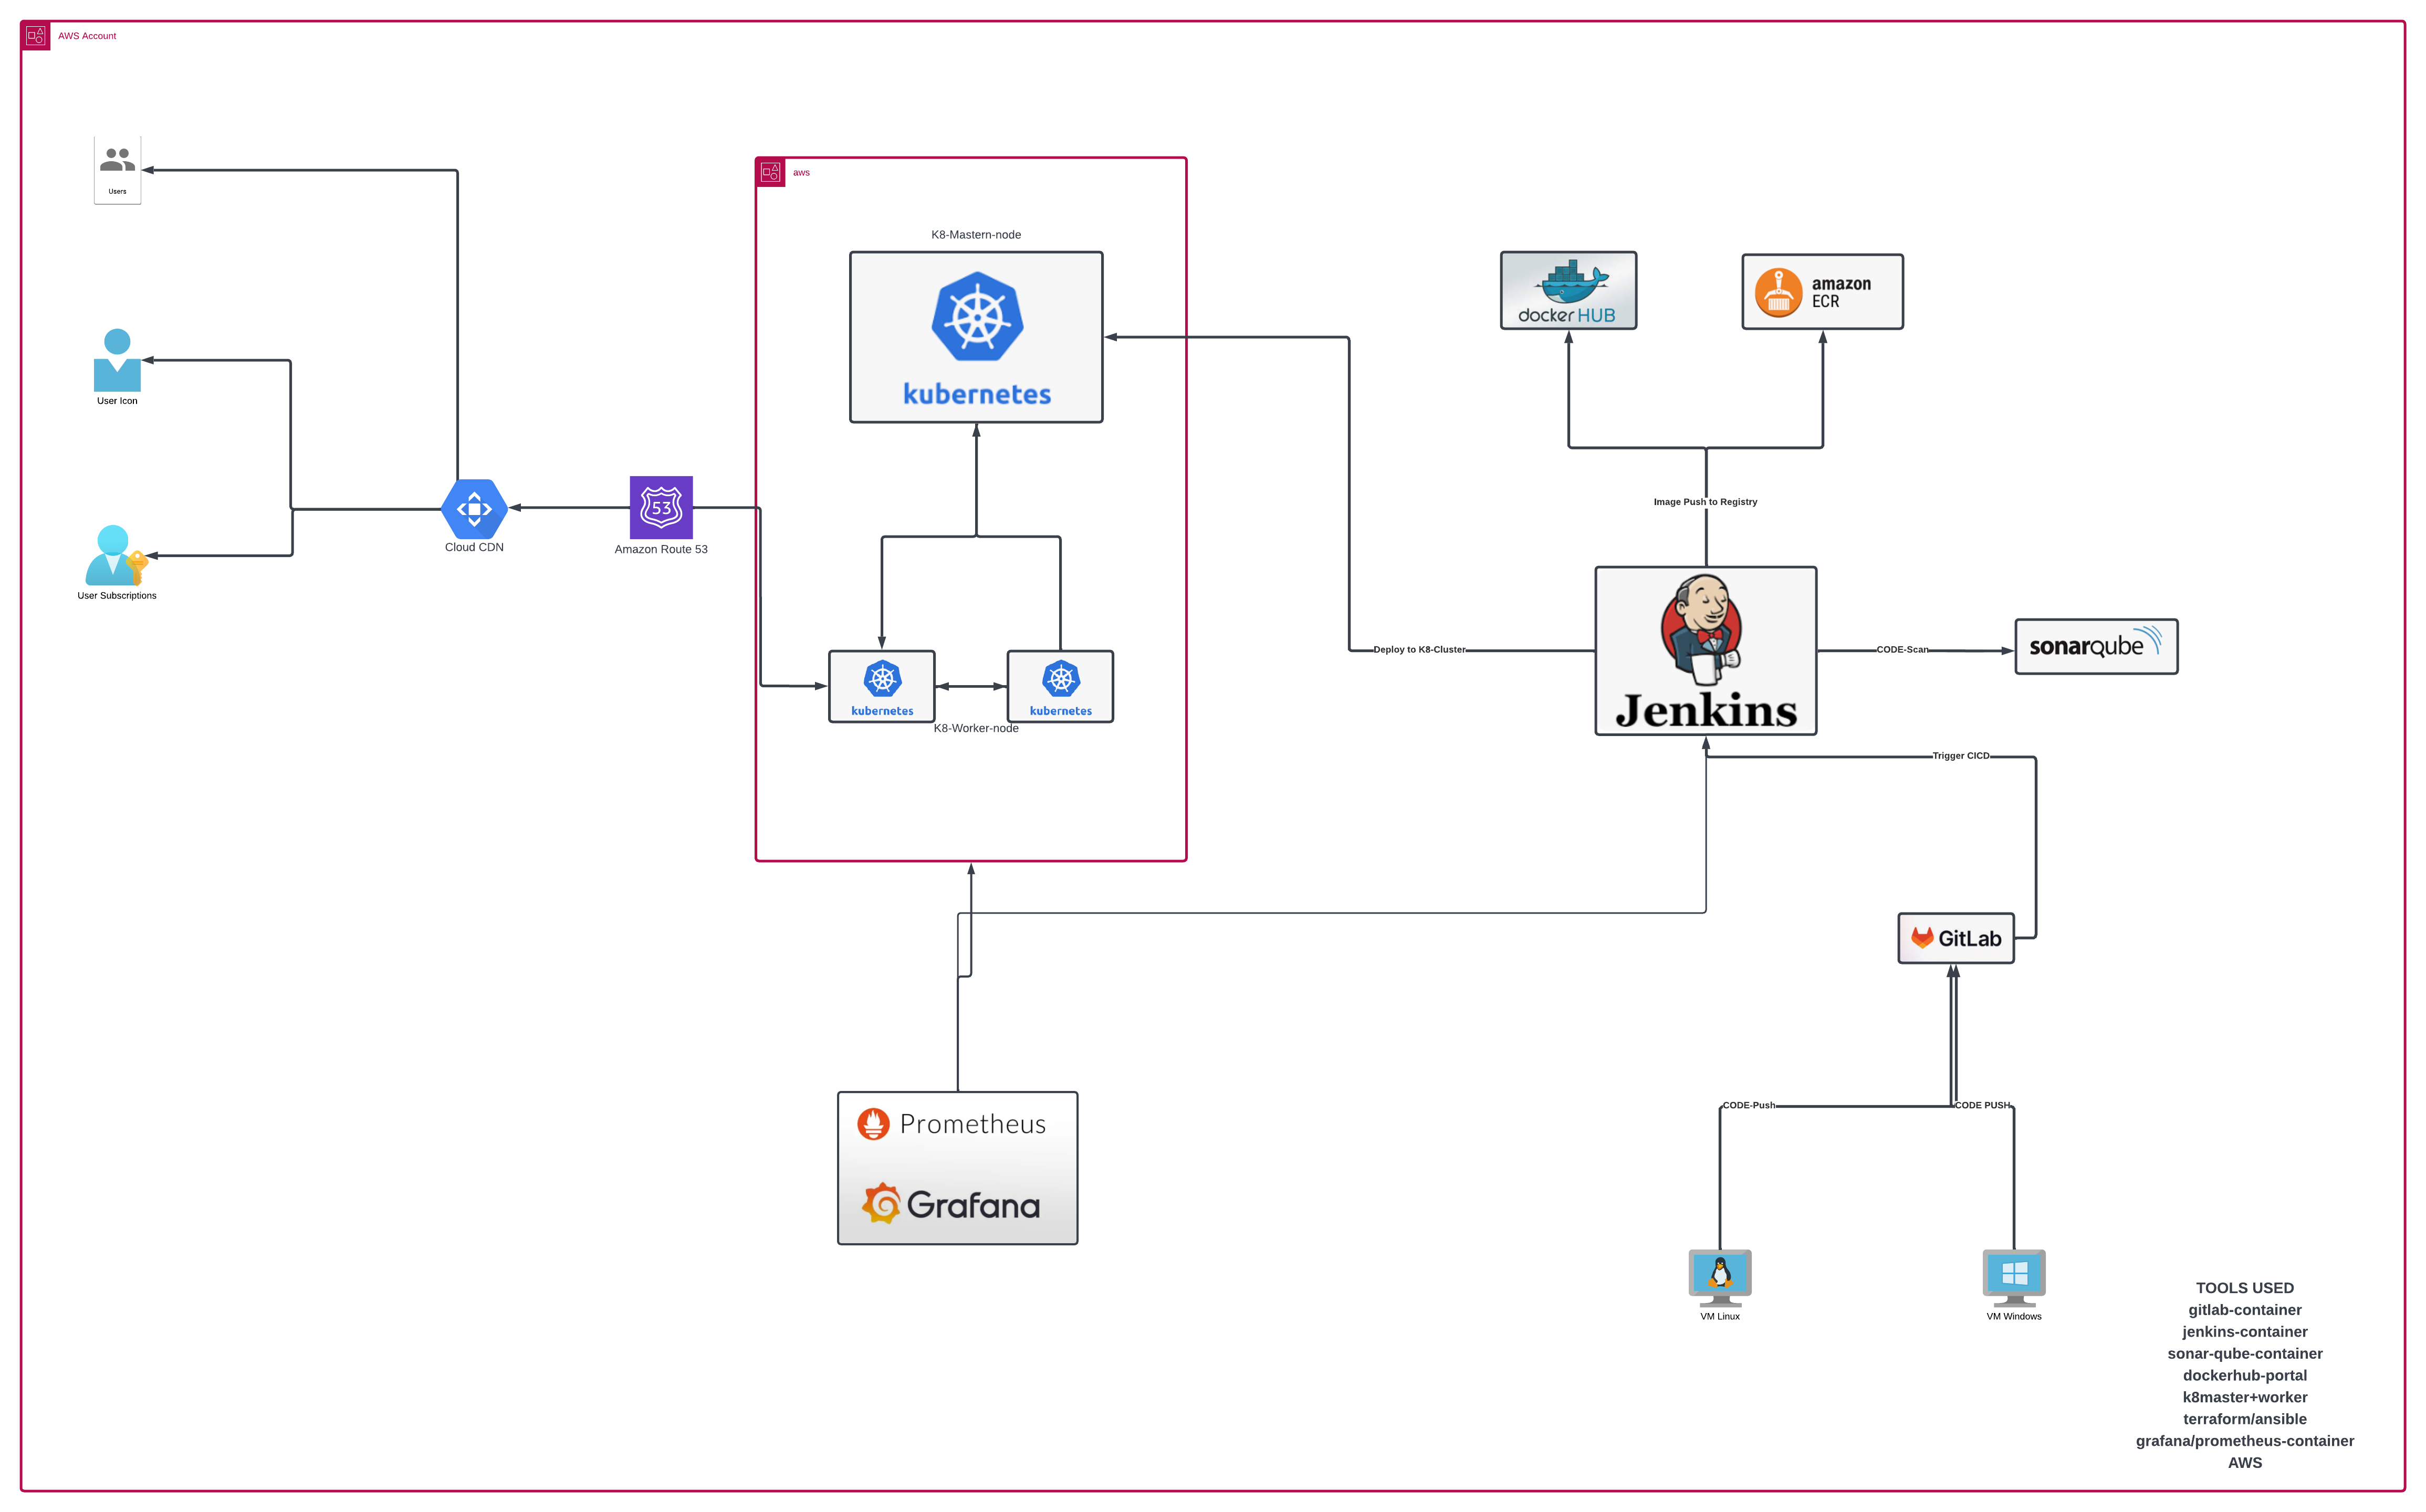 AWS Account
Users
User Icon
User Subscriptions
Cloud CDN
53
Amazon Route 53
aws
K8-Mastern-node
kubernetes
kubernetes
kubernetes
K8-Worker-node
docker HUB
amazon
ECR
Image Push to Registry
Deploy to K8-Cluster
Jenkins
CODE-Scan
sonarqube
Trigger CICD
GitLab
CODE-Push
CODE PUSH
Prometheus
Grafana
VM Linux
VM Windows
TOOLS USED
gitlab-container
jenkins-container
sonar-qube-container
dockerhub-portal
k8master+worker
terraform/ansible
grafana/prometheus-container
AWS